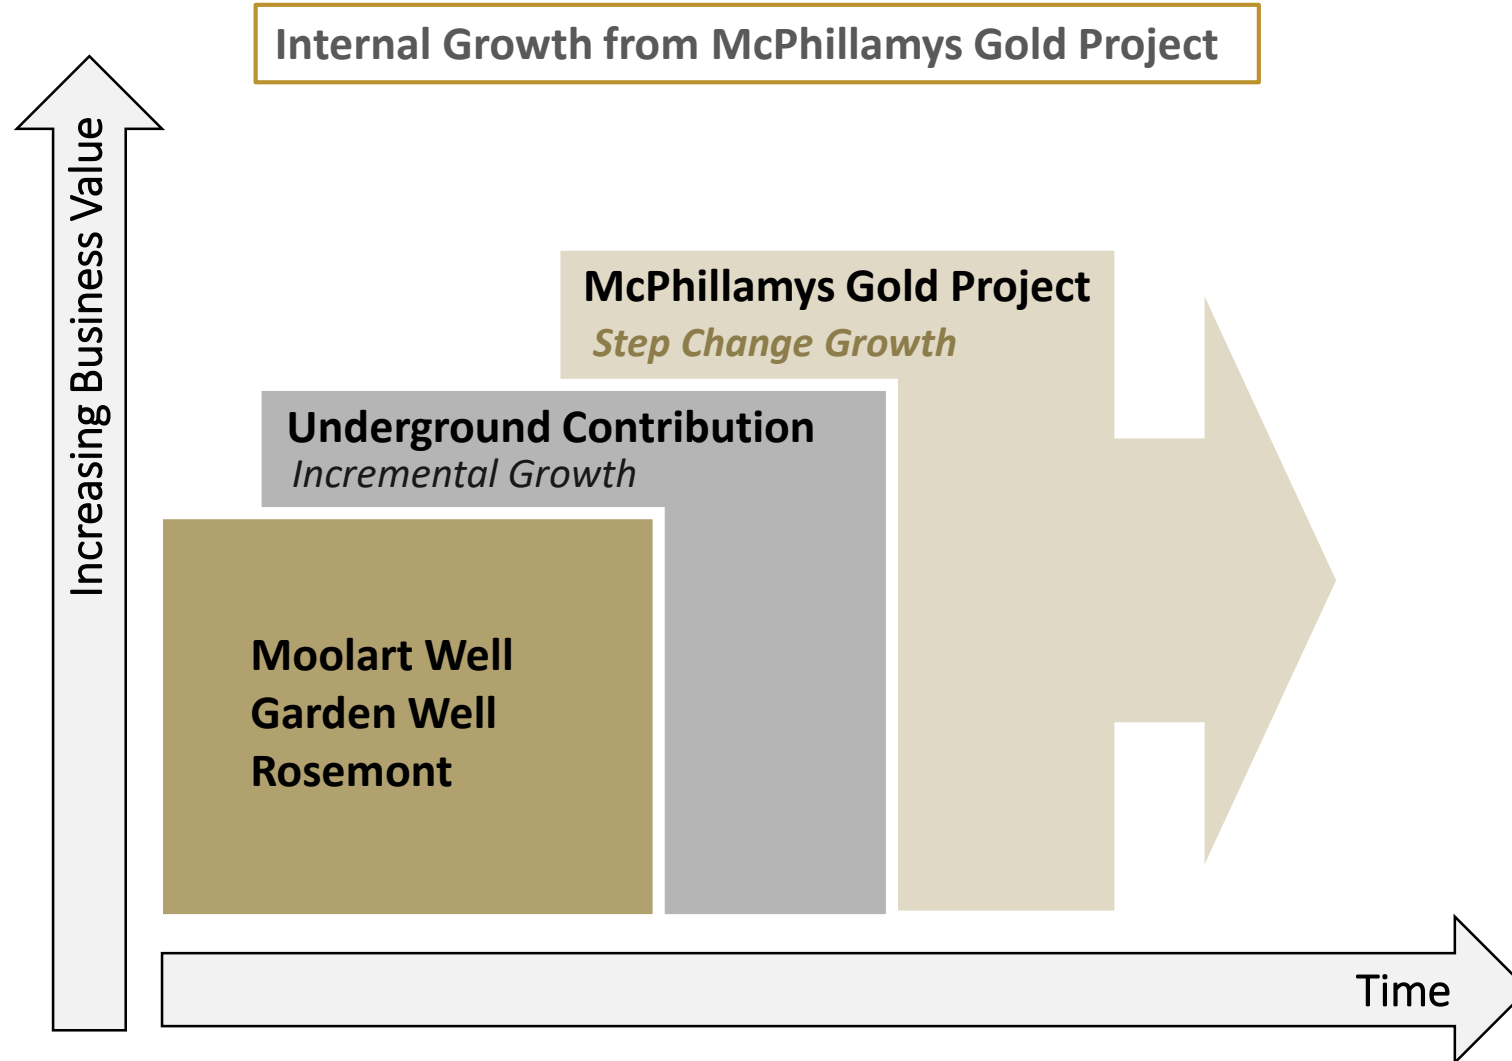 Internal Growth from McPhillamys Gold Project
Increasing Business Value
McPhillamys Gold Project
Step Change Growth
Underground Contribution
Incremental Growth
Moolart Well
Garden Well
Rosemont
Time